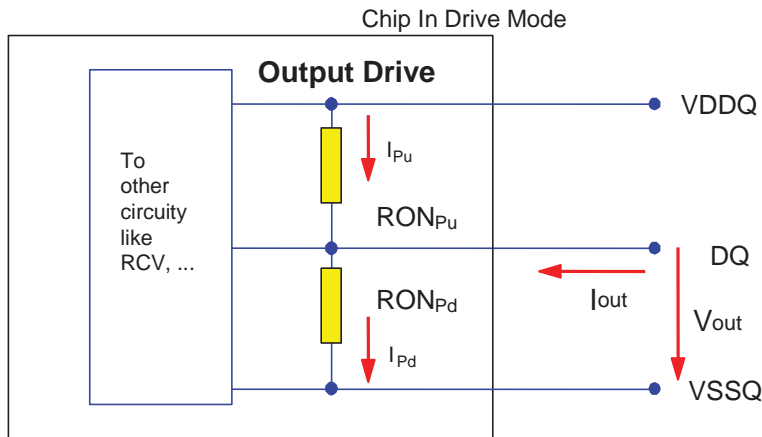 Chip In Drive Mode
Output Drive
VDDQ
To
other
circuity
like
RCV, ...
IPu
RONPu
DQ
Iout
RONPd
Vout
IPd
VSSQ